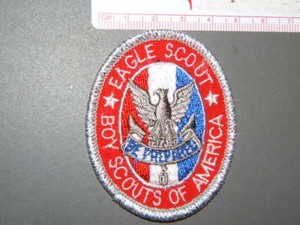 EAGLE SCOUT
BE PREPARED
BOY SCOUTS OF AMERICA